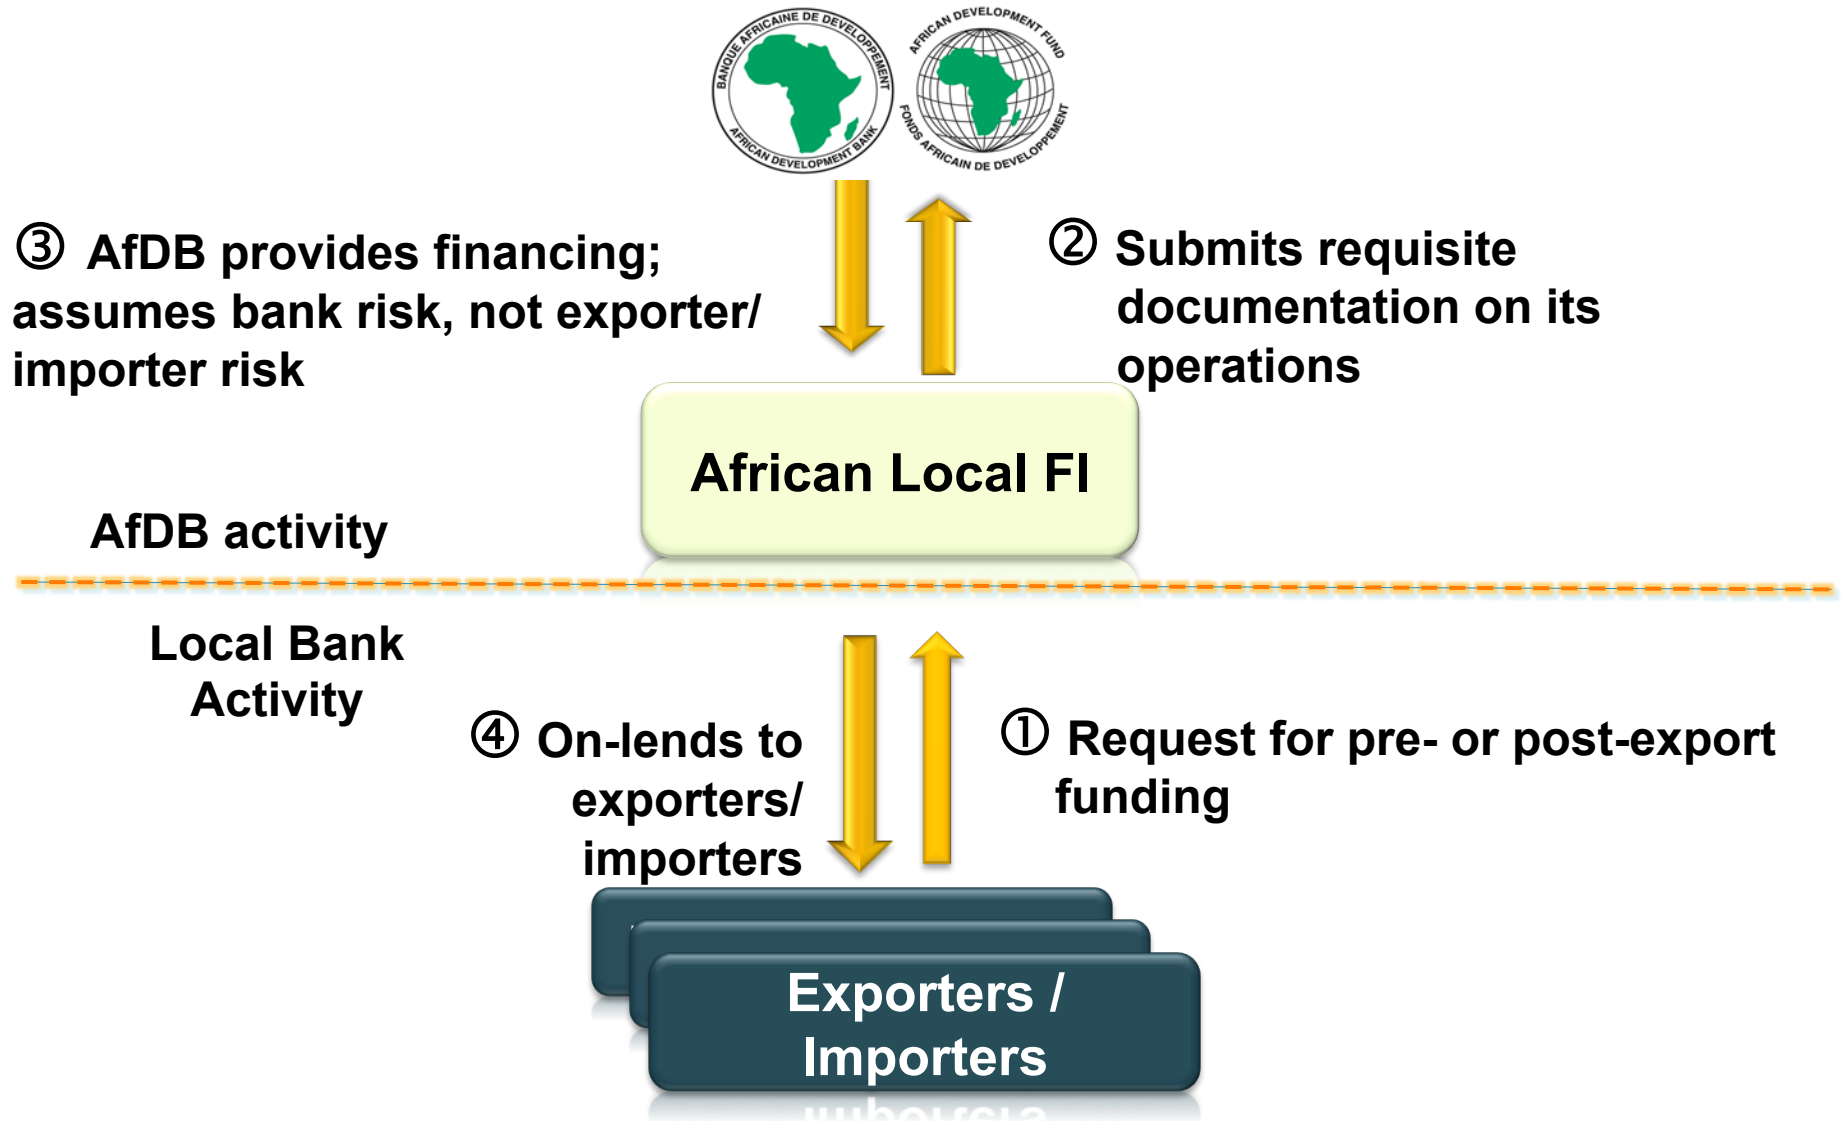 BANQUE AFRICAINE DE DEVELOPPEMENT
AFRICAN DEVELOPMENT BANK
AFRICAN DEVELOPMENT FUND
FONDS AFRICAIN DE DEVELOPPEMENT
③ AfDB provides financing;
assumes bank risk, not exporter/
importer risk
② Submits requisite
documentation on its
operations
African Local FI
AfDB activity
Local Bank
Activity
④ On-lends to
exporters/
importers
① Request for pre- or post-export
funding
Exporters /
Importers